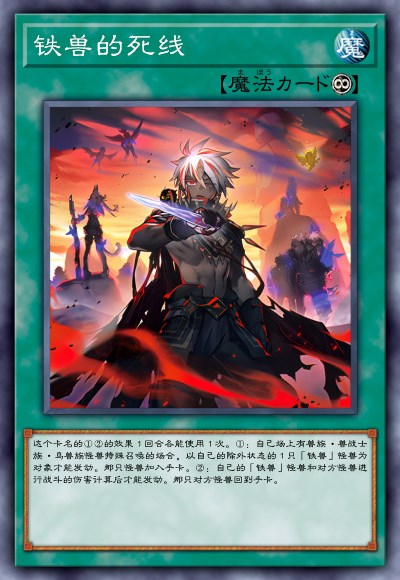 铁兽的死线
魔
【魔法カード】
まほう
这个卡名的①②的效果1回合各能使用1次。①：自己场上有兽族·兽战士
族·鸟兽族怪兽特殊召唤的场合，以自己的除外状态的1只「铁兽」怪兽为
对象才能发动。那只怪兽加入手卡。②：自己的「铁兽」怪兽和对方怪兽进
行战斗的伤害计算后才能发动。那只对方怪兽回到手卡。